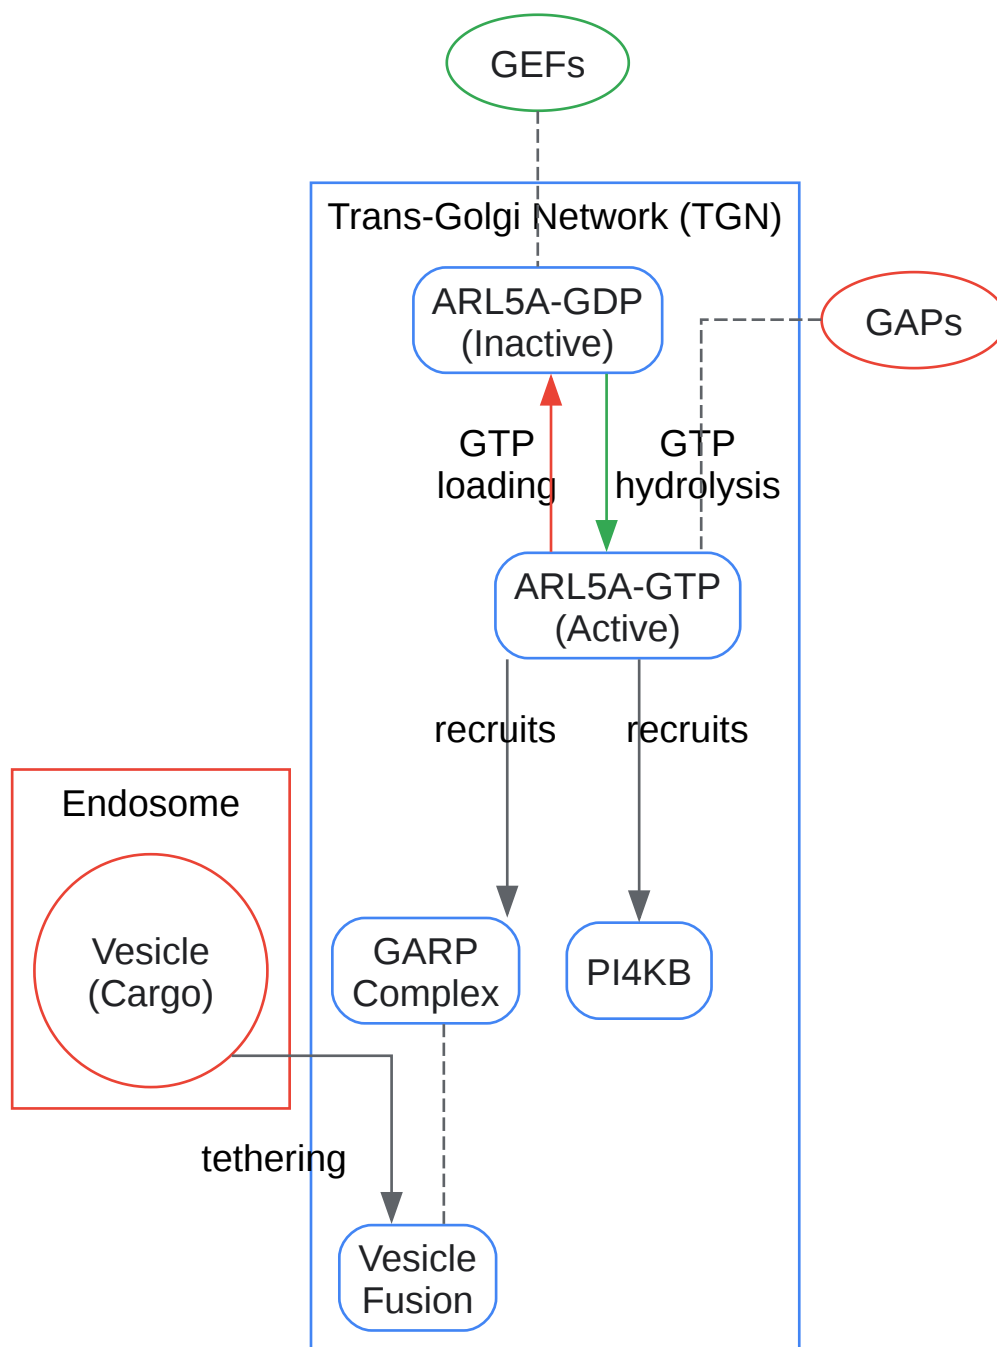 GEFs
Trans-Golgi Network (TGN)
ARL5A-GDP
(Inactive)
GAPs
GTP
loading
GTP
hydrolysis
ARL5A-GTP
(Active)
recruits
recruits
Endosome
Vesicle
(Cargo)
GARP
Complex
PI4KB
tethering
Vesicle
Fusion